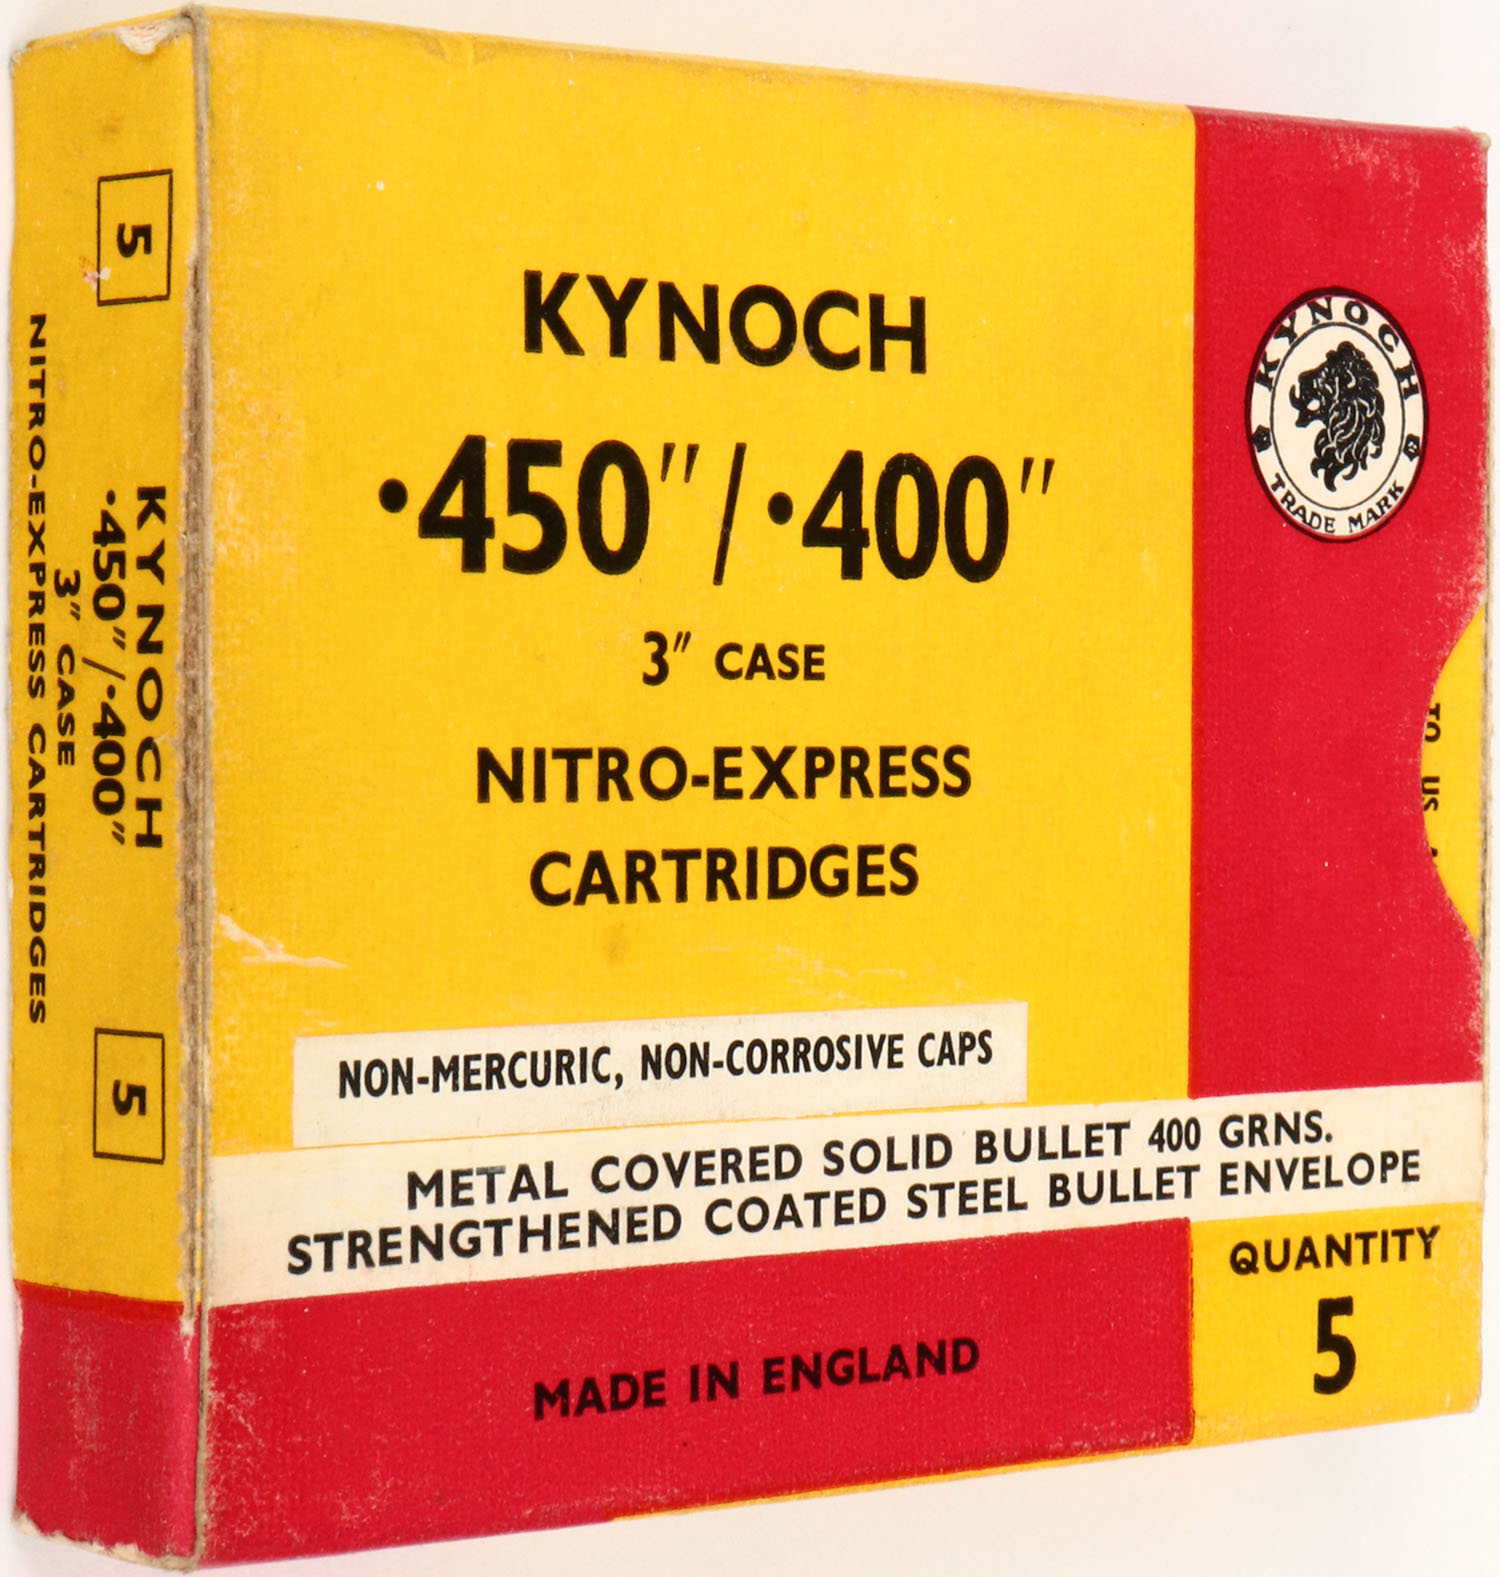 5
KYNOCH
·450"/·400"
3" CASE
NITRO-EXPRESS CARTRIDGES
5
KYNOCH
·450"/·400"
3" CASE
NITRO-EXPRESS
CARTRIDGES
NON-MERCURIC, NON-CORROSIVE CAPS
METAL COVERED SOLID BULLET 400 GRNS.
STRENGTHENED COATED STEEL BULLET ENVELOPE
MADE IN ENGLAND
KYNOCH
TRADE MARK
TO US
QUANTITY
5